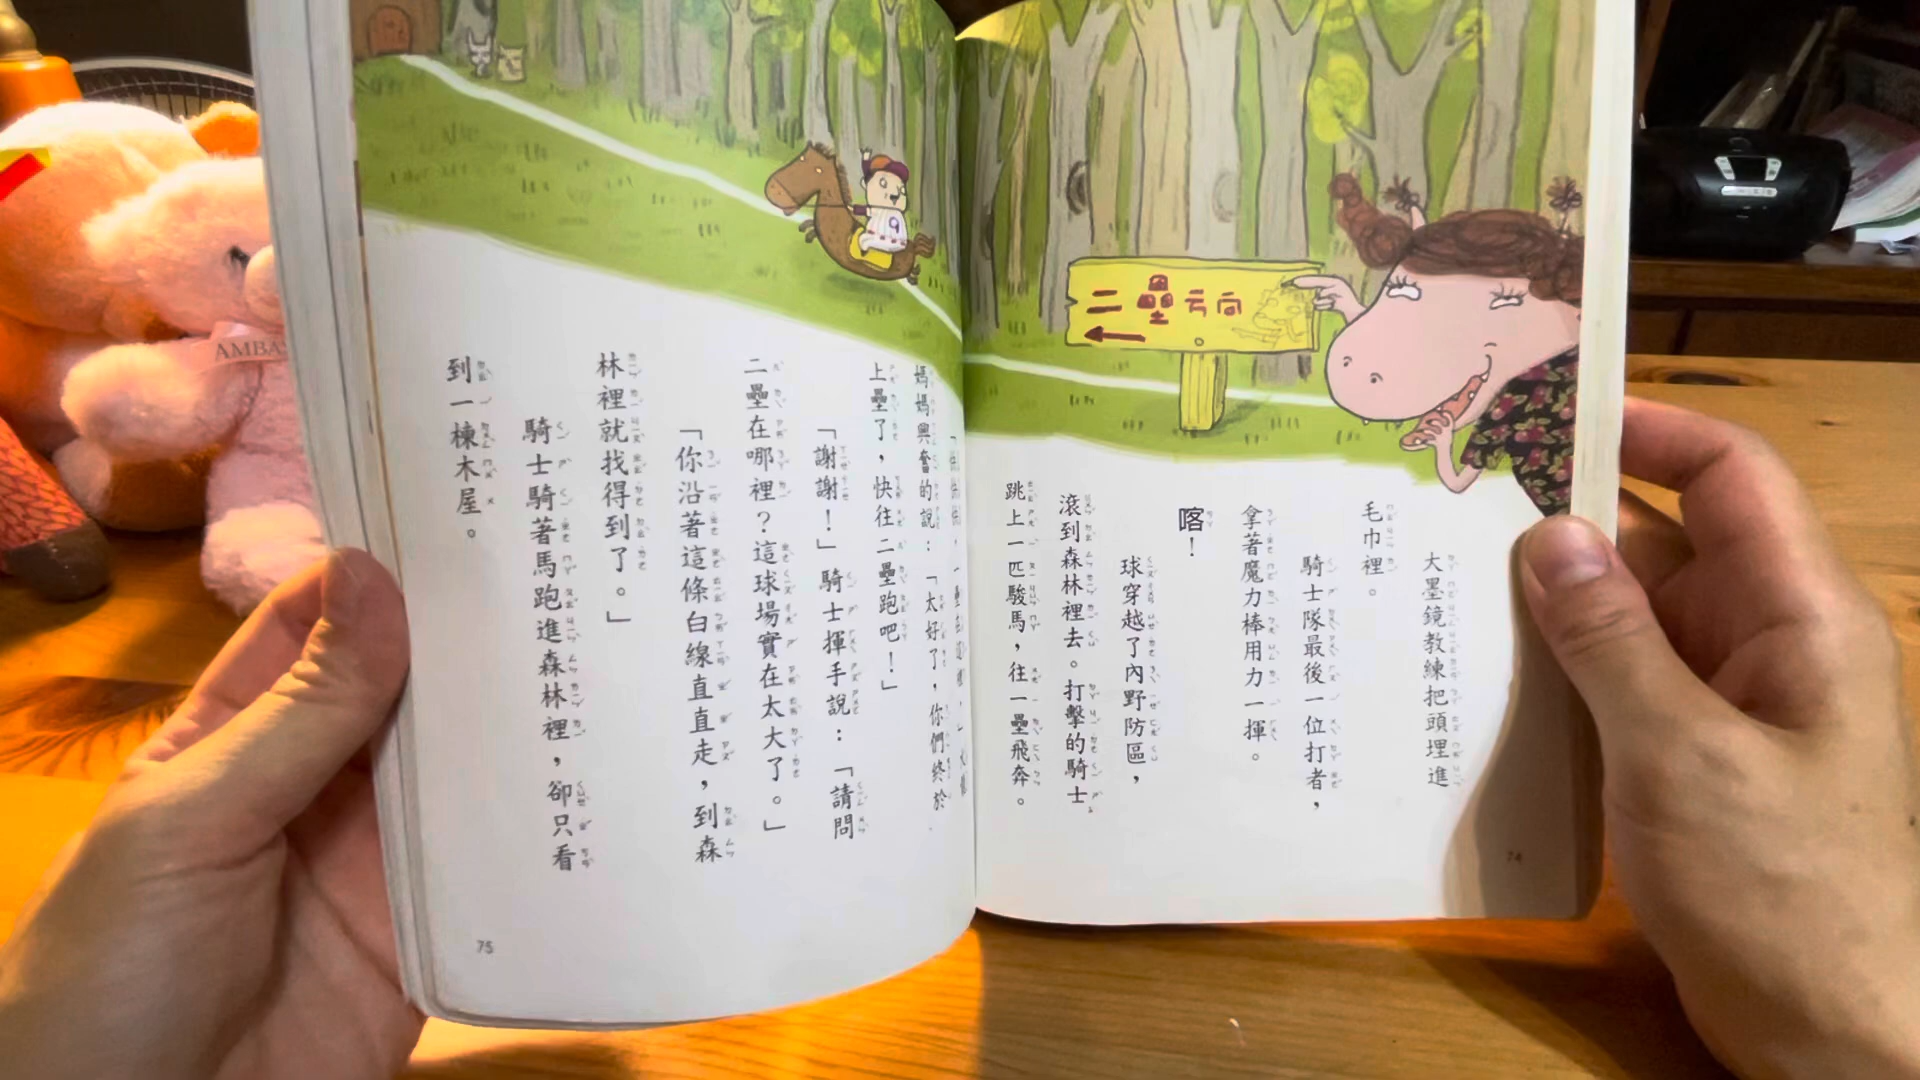 二壘方向
大墨鏡教練把頭埋進
毛巾裡。
騎士隊最後一位打者，
拿著魔力棒用力一揮。
喀！
球穿越了內野防區，
滾到森林裡去。打擊的騎士
跳上一匹駿馬，往一壘飛奔。
74
媽媽興奮的說：「太好了，你們終於
上壘了，快往二壘跑吧！」
「謝謝！」騎士揮手說：「請問
二壘在哪裡？這球場實在太大了。」
「你沿著這條白線直直走，到森
林裡就找得到了。」
騎士騎著馬跑進森林裡，卻只看
到一棟木屋。
75